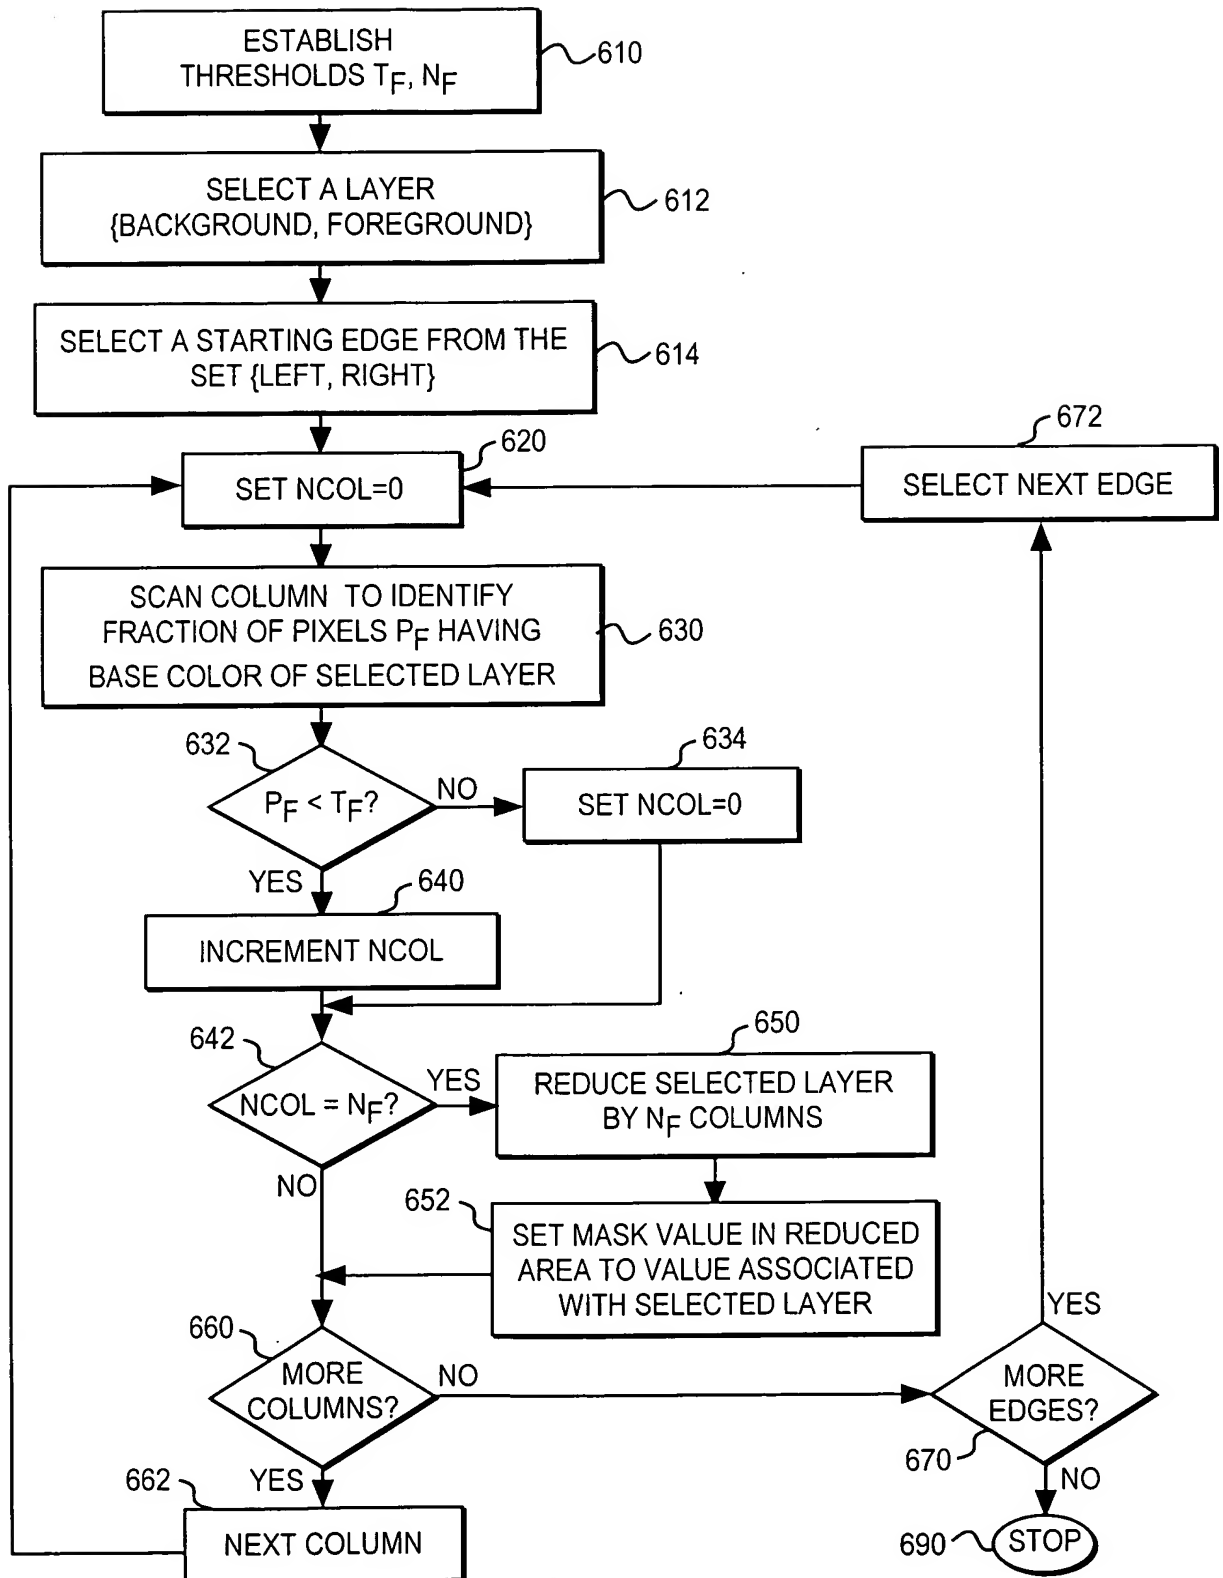 ESTABLISH
THRESHOLDS TF, NF
610
SELECT A LAYER
{BACKGROUND, FOREGROUND}
612
SELECT A STARTING EDGE FROM THE
SET {LEFT, RIGHT}
614
620
SET NCOL=0
672
SELECT NEXT EDGE
SCAN COLUMN TO IDENTIFY
FRACTION OF PIXELS PF HAVING
BASE COLOR OF SELECTED LAYER
630
632
PF < TF?
NO
634
SET NCOL=0
YES
640
INCREMENT NCOL
642
NCOL = NF?
YES
650
REDUCE SELECTED LAYER
BY NF COLUMNS
NO
652
SET MASK VALUE IN REDUCED
AREA TO VALUE ASSOCIATED
WITH SELECTED LAYER
660
MORE
COLUMNS?
NO
YES
MORE
EDGES?
670
YES
662
NEXT COLUMN
NO
690
STOP